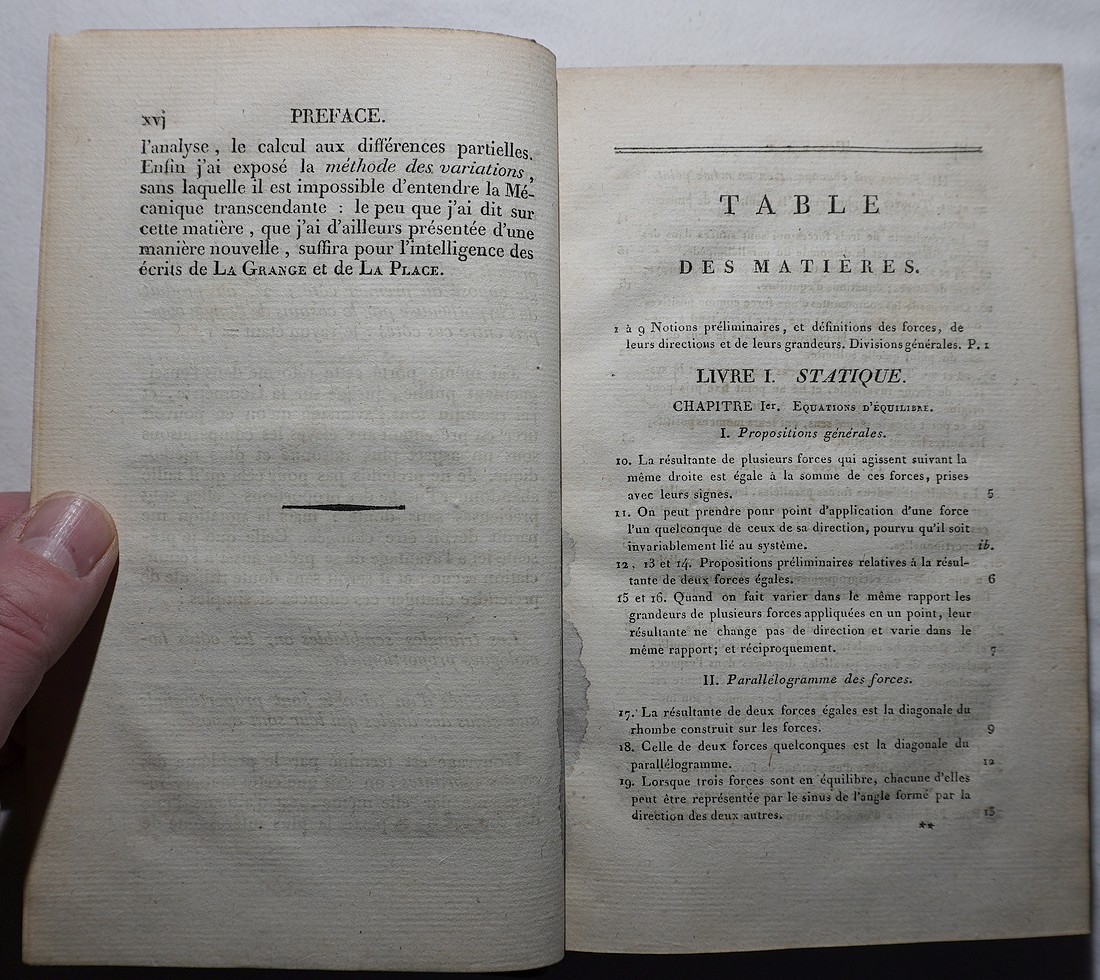 xvj PREFACE.
l'analyse , le calcul aux différences partielles.
Enfin j'ai exposé la méthode des variations ,
sans laquelle il est impossible d'entendre la Mé-
canique transcendante : le peu que j'ai dit sur
cette matière , que j'ai d'ailleurs présentée d'une
manière nouvelle , suffira pour l'intelligence des
écrits de LA GRANGE et de LA PLACE.
TABLE
DES MATIÈRES.
1 à 9 Notions préliminaires, et définitions des forces, de
leurs directions et de leurs grandeurs. Divisions générales. P. 1
LIVRE I. STATIQUE.
CHAPITRE Ier. EQUATIONS D'ÉQUILIBRE.
I. Propositions générales.
10. La résultante de plusieurs forces qui agissent suivant la
même droite est égale à la somme de ces forces, prises
avec leurs signes. 5
11. On peut prendre pour point d'application d'une force
l'un quelconque de ceux de sa direction, pourvu qu'il soit
invariablement lié au système. ib.
12, 13 et 14. Propositions préliminaires relatives à la résul-
tante de deux forces égales. 6
15 et 16. Quand on fait varier dans le même rapport les
grandeurs de plusieurs forces appliquées en un point, leur
résultante ne change pas de direction et varie dans le
même rapport; et réciproquement. 7
II. Parallélogramme des forces.
17. La résultante de deux forces égales est la diagonale du
rhombe construit sur les forces. 9
18. Celle de deux forces quelconques est la diagonale du
parallélogramme. 12
19. Lorsque trois forces sont en équilibre, chacune d'elles
peut être représentée par le sinus de l'angle formé par la
direction des deux autres. 15
**